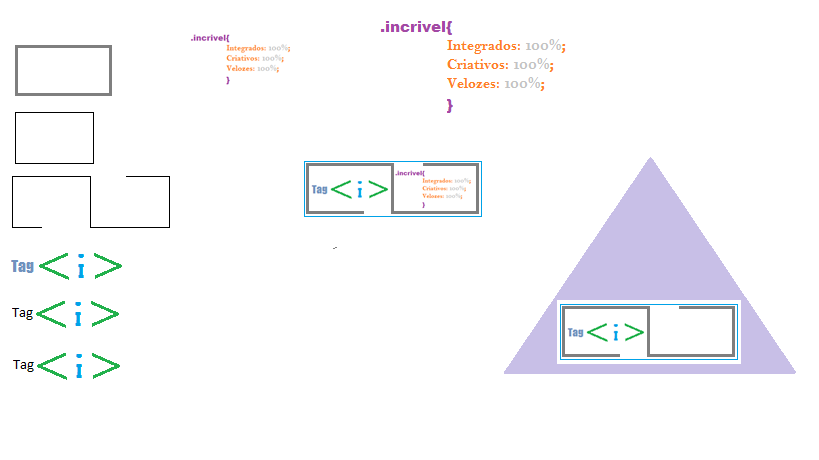 .incrivel{
Integrados: 100%;
Criativos: 100%;
Velozes: 100%;
}
.incrivel{
Integrados: 100%;
Criativos: 100%;
Velozes: 100%;
}
Tag < i >
.incrivel{
Integrados: 100%;
Criativos: 100%;
Velozes: 100%;
}
Tag < i >
Tag < i >
Tag < i >
Tag < i >